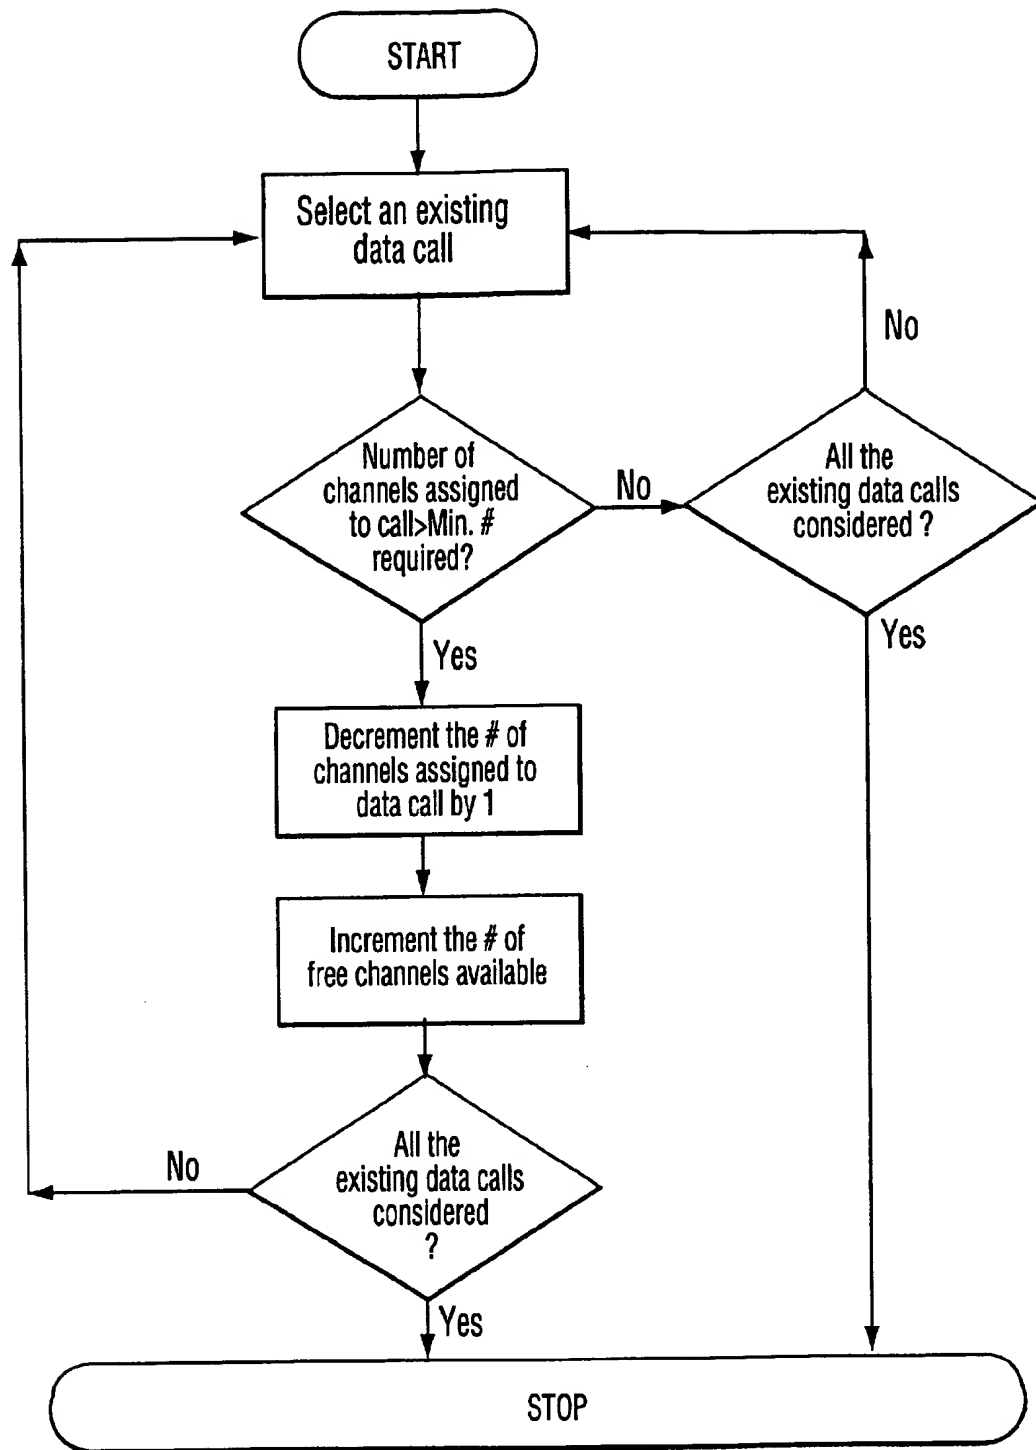 START
Select an existing
data call
No
Number of
channels assigned
to call>Min. #
required?
No
All the
existing data calls
considered ?
Yes
Yes
Decrement the # of
channels assigned to
data call by 1
Increment the # of
free channels available
No
All the
existing data calls
considered
?
Yes
STOP